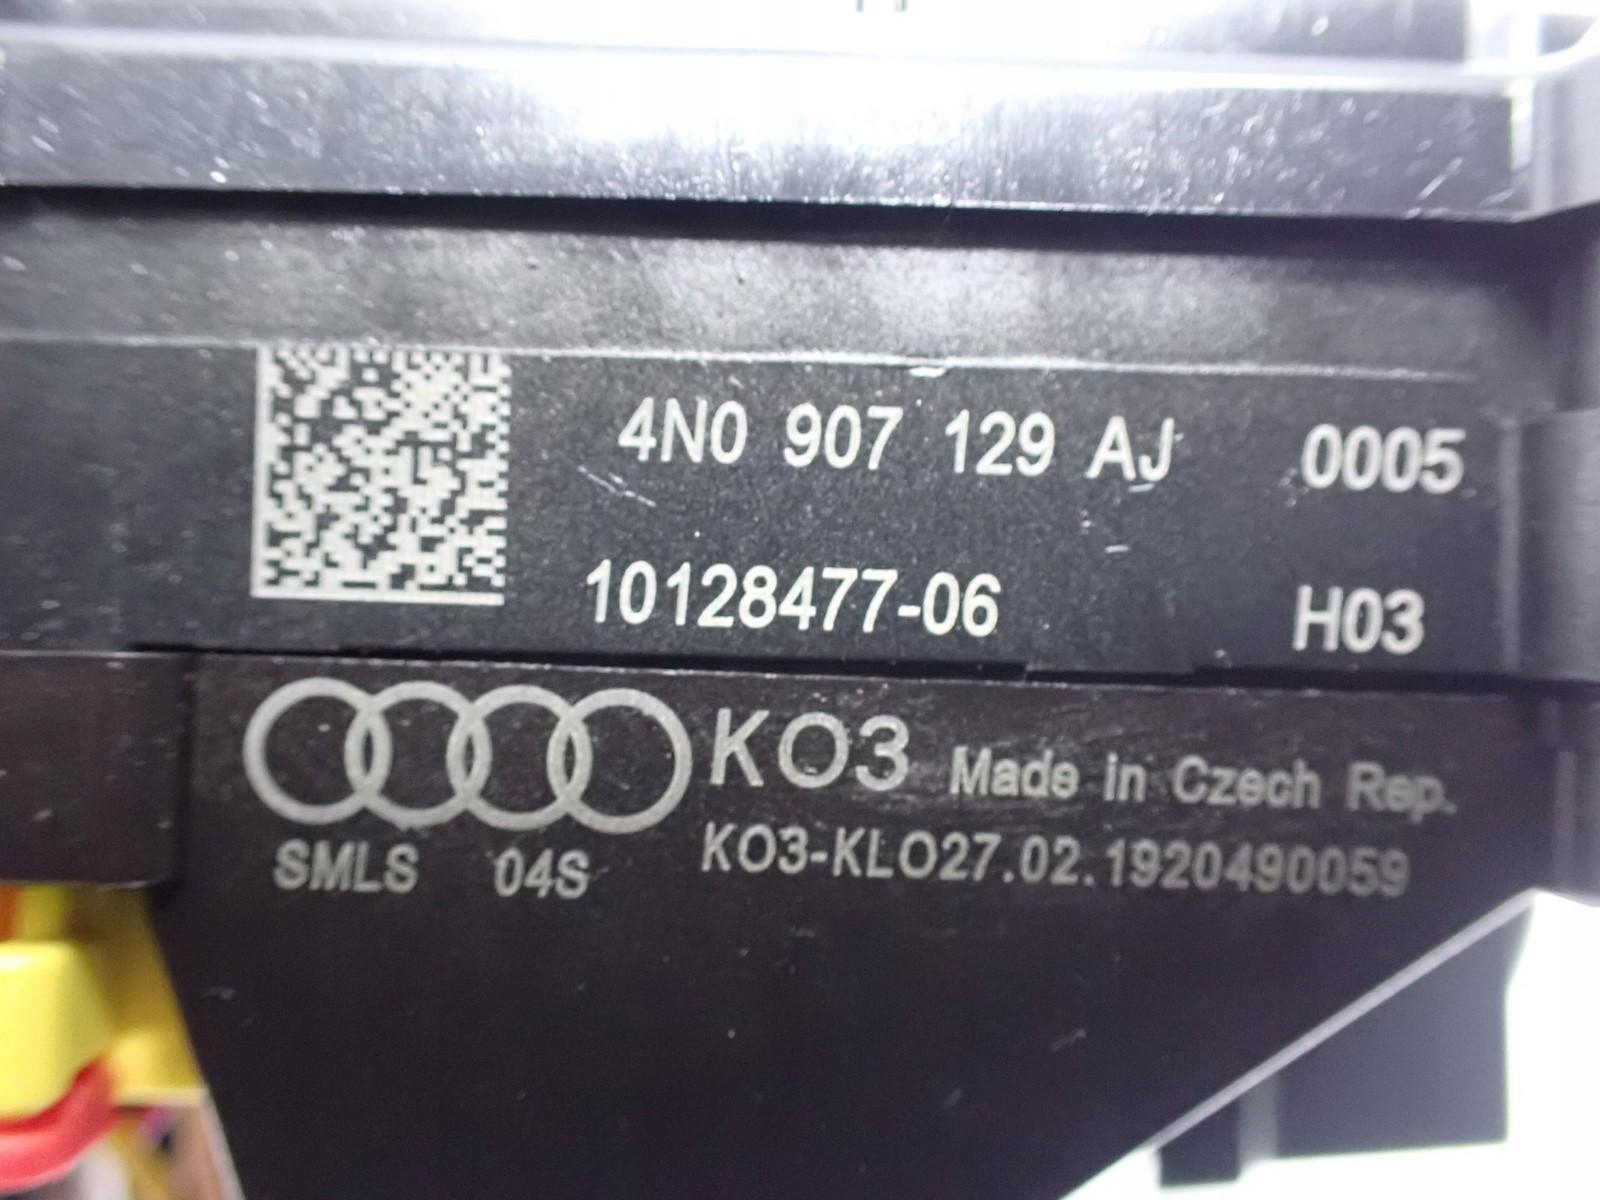 4N0 907 129 AJ 0005
10128477-06 H03
KO3 Made in Czech Rep.
SMLS 04S KO3-KLO27.02.1920490059